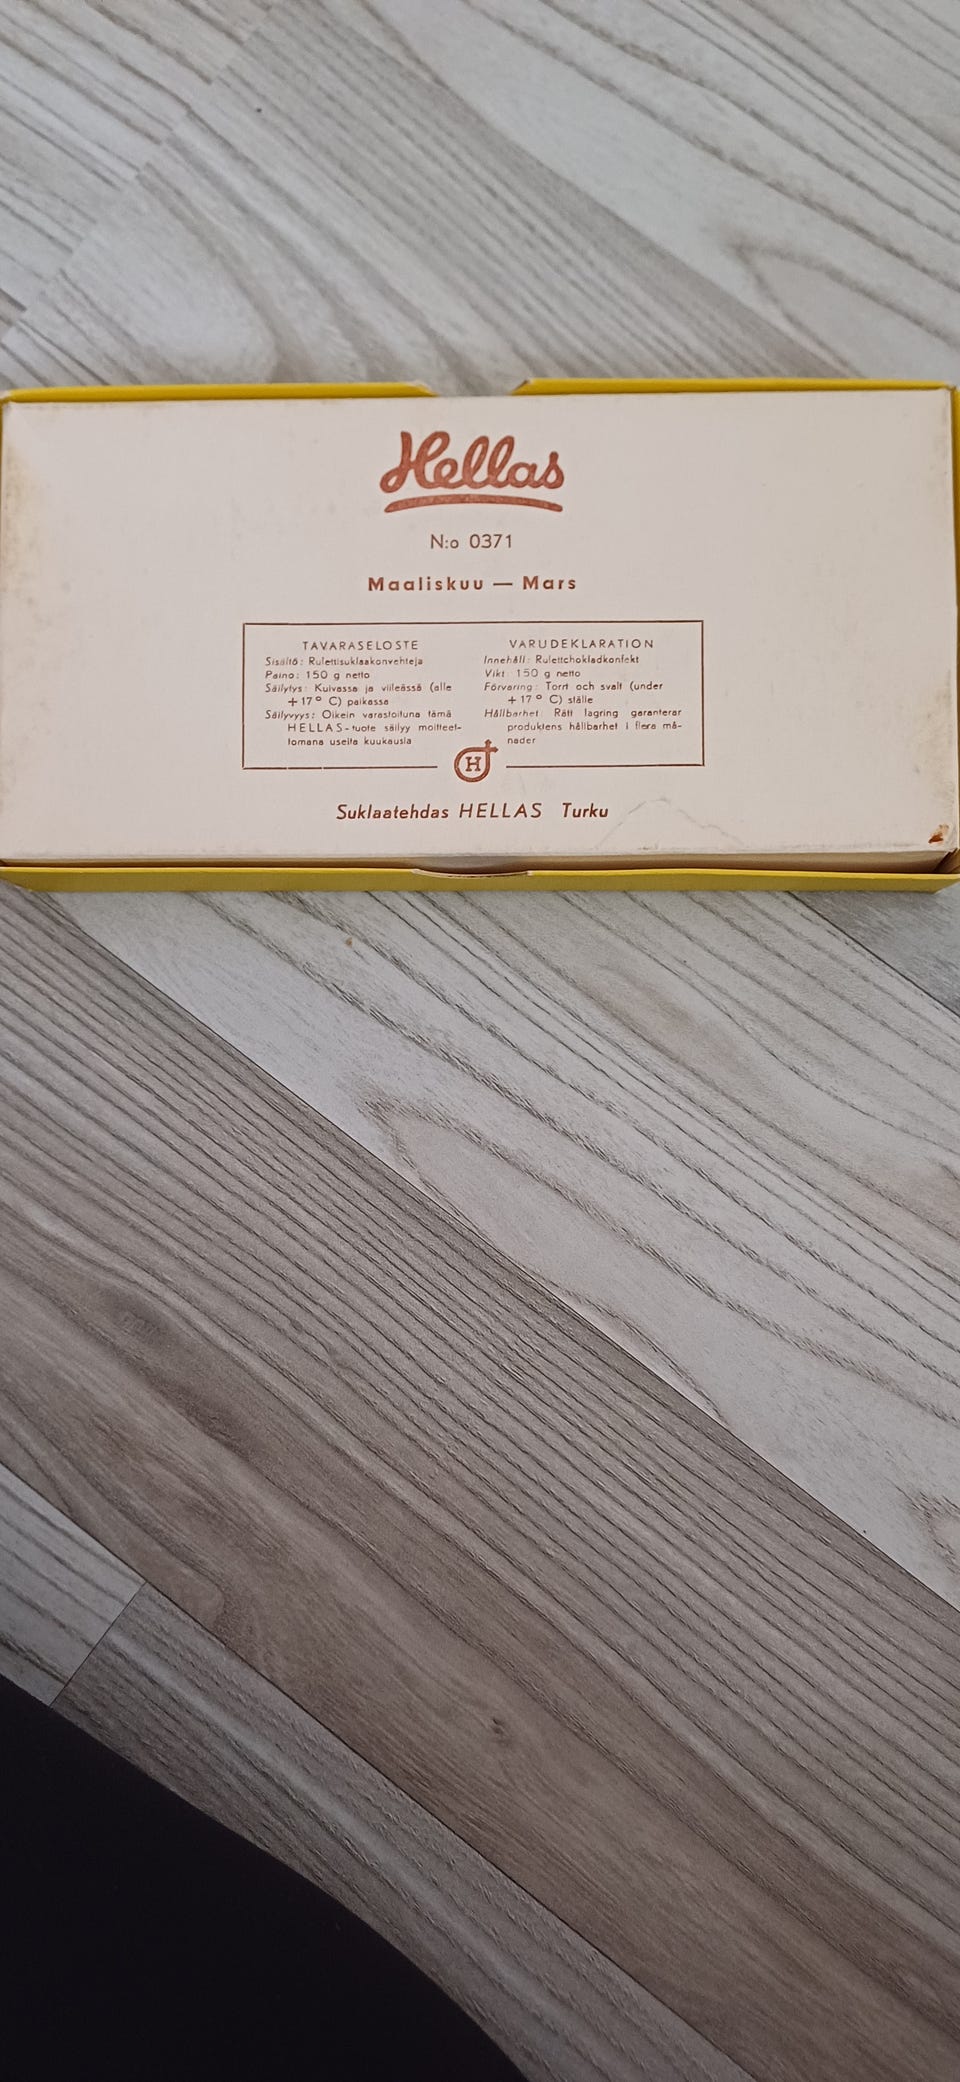 Hellas
N:o 0371
Maaliskuu — Mars
TAVARASELOSTE
Sisältö: Rulettisuklaakonvehteja
Paino: 150 g netto
Säilytys: Kuivassa ja viileässä (alle
+17° C) paikassa
Säilyvyys: Oikein varastoituna tämä
HELLAS-tuote säilyy moitteet-
tomana useita kuukausia
VARUDEKLARATION
Innehåll: Rulettchokladkonfekt
Vikt: 150 g netto
Förvaring: Torrt och svalt (under
+17° C) ställe
Hållbarhet: Rätt lagring garanterar
produktens hållbarhet i flera må-
nader
H
Suklaatehdas HELLAS Turku